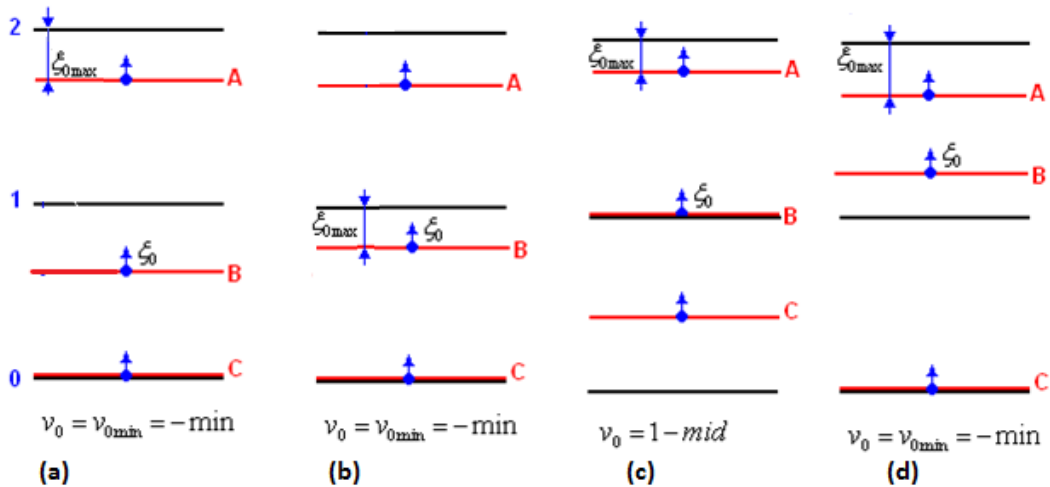 2
ξ0max
A
1
ξ0
B
0
C
v0 = v0min = −min
(a)
A
ξ0max
ξ0
B
C
v0 = v0min = −min
(b)
ξ0max
A
ξ0
B
C
v0 = 1−mid
(c)
ξ0max
A
ξ0
B
C
v0 = v0min = −min
(d)